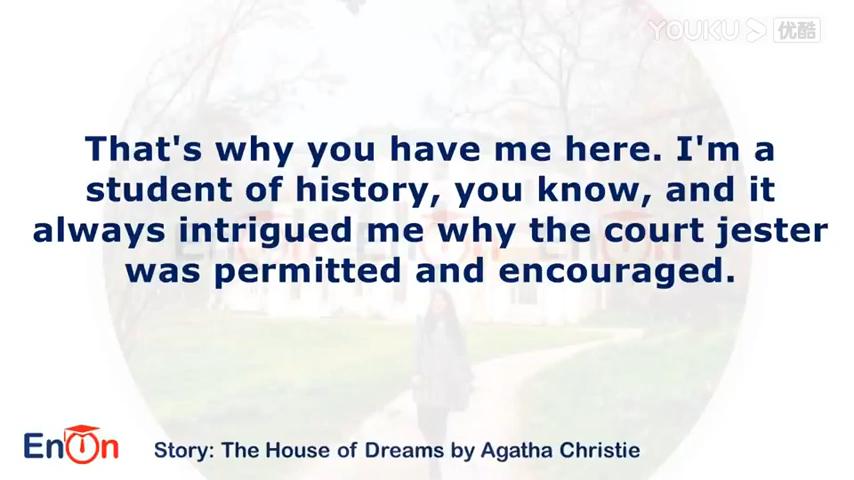 YOUKU 优酷
That's why you have me here. I'm a
student of history, you know, and it
always intrigued me why the court jester
was permitted and encouraged.
EnOn
Story: The House of Dreams by Agatha Christie